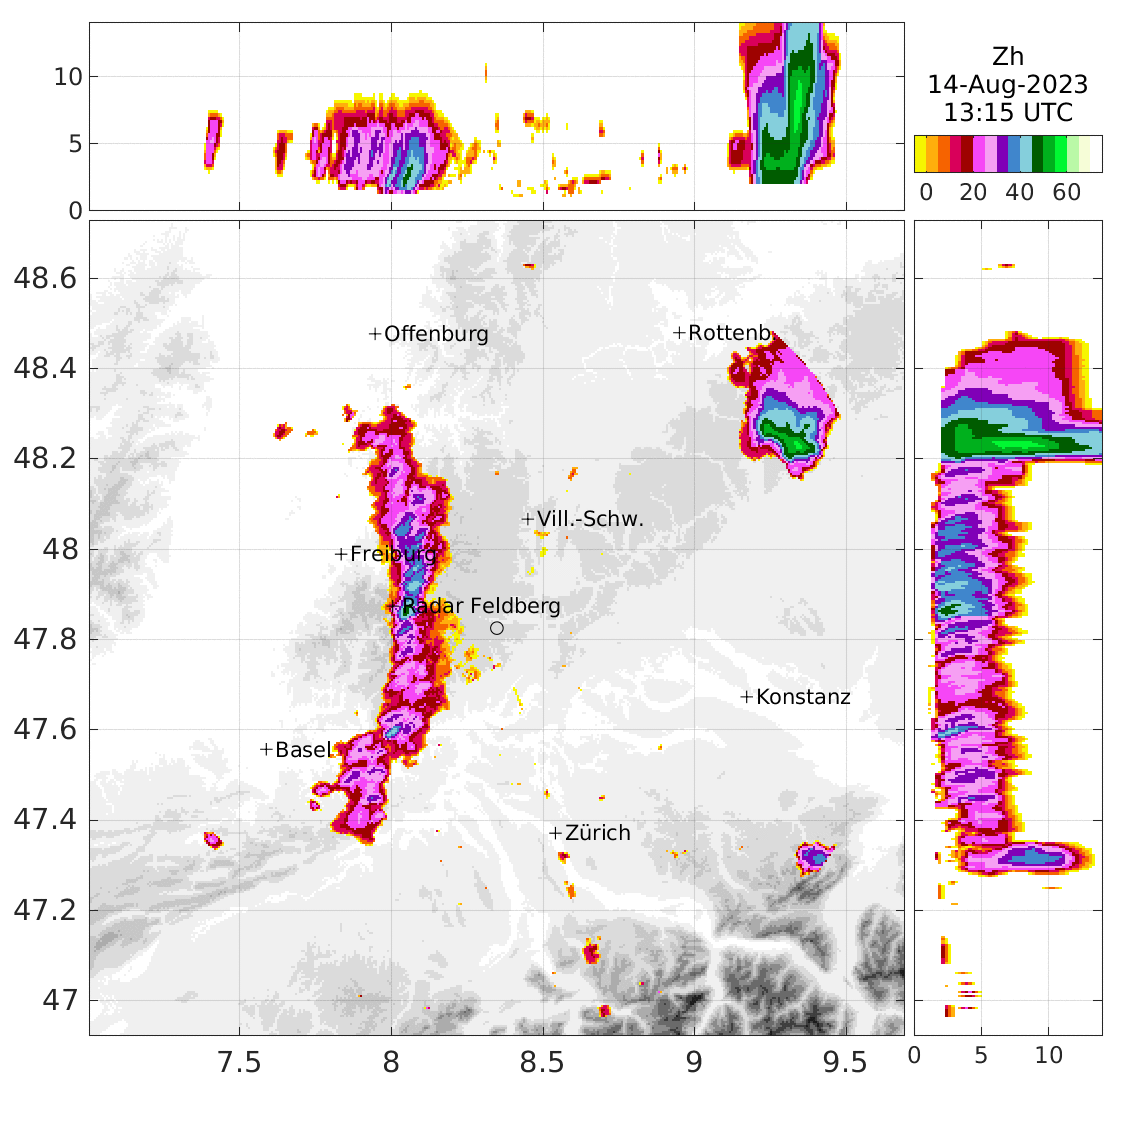 10
5
0
Zh
14-Aug-2023
13:15 UTC
0 20 40 60
48.6
48.4
48.2
48
47.8
47.6
47.4
47.2
47
+Offenburg
+Rottenb.
+Vill.-Schw.
+Freiburg
+Radar Feldberg
+Konstanz
+Basel
+Zürich
7.5 8 8.5 9 9.5
0 5 10